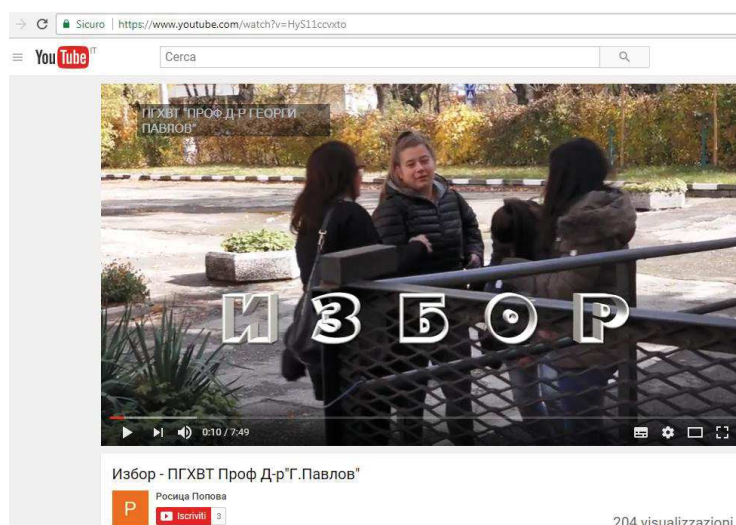 Sicuro | https://www.youtube.com/watch?v=HyS11ccvxto
YouTube IT
Cerca
ПГХВТ "ПРОФ Д-Р ГЕОРГИ
ПАВЛОВ"
ИЗБОР
0:10 / 7:49
Избор - ПГХВТ Проф Д-р"Г.Павлов"
P
Росица Попова
Iscriviti 3
204 visualizzazioni